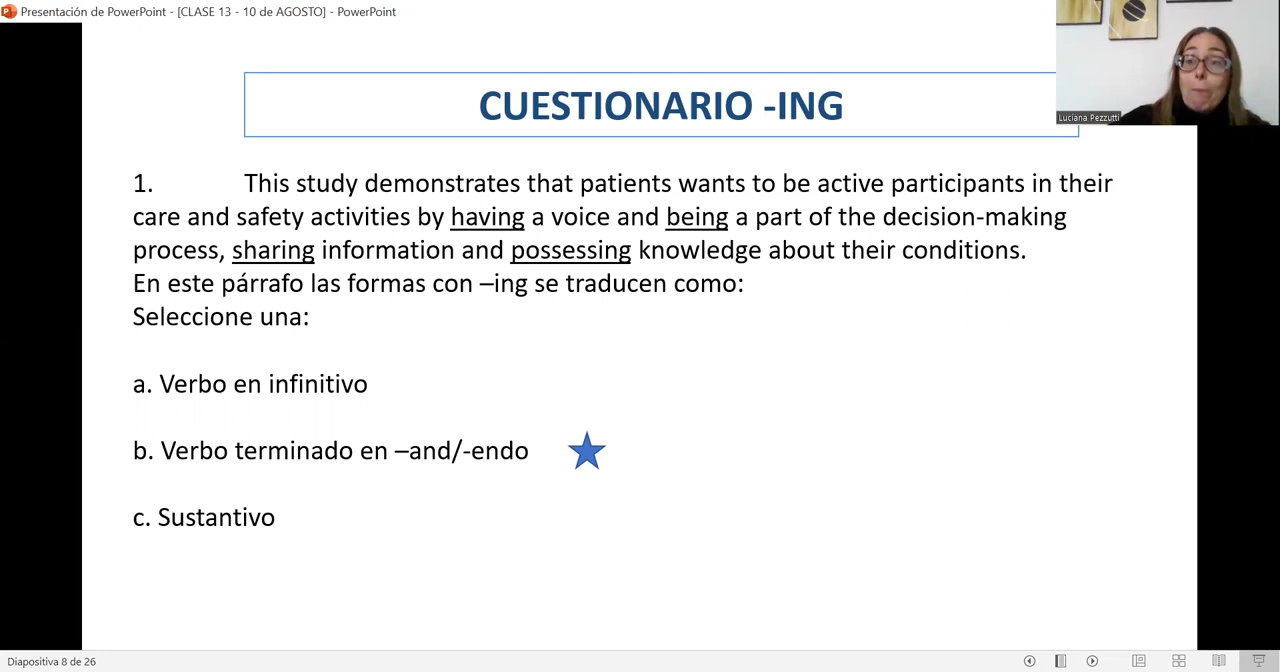 Presentación de PowerPoint - [CLASE 13 - 10 de AGOSTO] - PowerPoint
Luciana Pezzutti
CUESTIONARIO -ING
1. This study demonstrates that patients wants to be active participants in their
care and safety activities by having a voice and being a part of the decision-making
process, sharing information and possessing knowledge about their conditions.
En este párrafo las formas con –ing se traducen como:
Seleccione una:
a. Verbo en infinitivo
b. Verbo terminado en –and/-endo
c. Sustantivo
Diapositiva 8 de 26